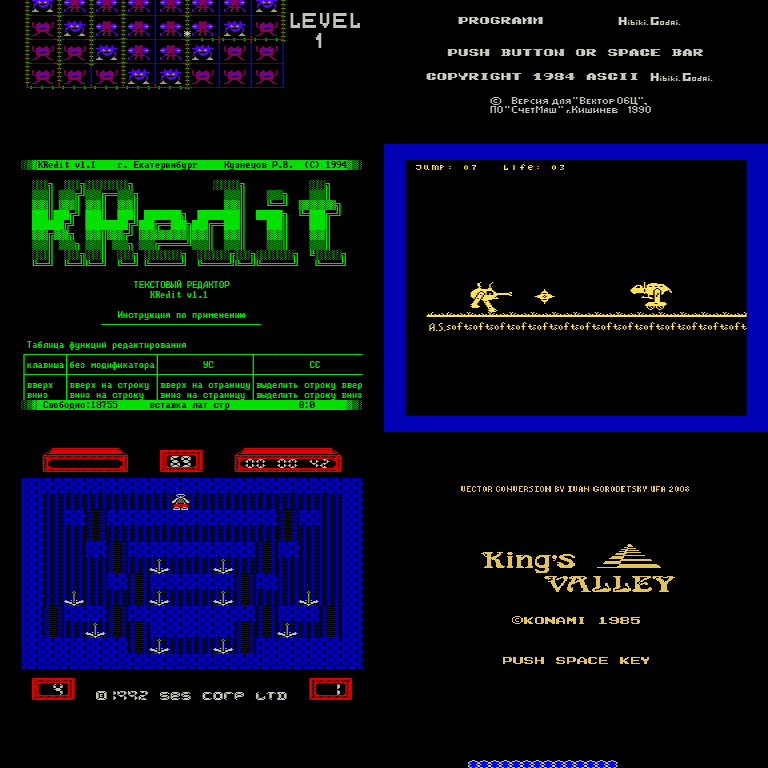 LEVEL
1
PROGRAMM Hibiki.Godai.
PUSH BUTTON OR SPACE BAR
COPYRIGHT 1984 ASCII Hibiki.Godai.
© Версия для "Вектор 06Ц".
ПО "СчетМаш" г.Кишинев 1990
KRedit v1.1 г. Екатеринбург Кузнецов Р.В. (C) 1994
KRedit
ТЕКСТОВЫЙ РЕДАКТОР
KRedit v1.1
Инструкция по применению
Таблица функций редактирования
клавиша без модификатора УС СС
вверх вверх на строку вверх на страницу выделить строку ввер
вниз вниз на строку вниз на страницу выделить строку вниз
Свободно:18755 вставка лат стр 0:0
Jump: 07 Life: 03
A.S.softsoftsoftsoftsoftsoftsoftsoftsoftsoftsoftsoft
68
00 00 42
4
©1992 ses corp LTD
1
VECTOR CONVERSION BY IVAN GORODETSKY UFA 2008
King's
VALLEY
©KONAMI 1985
PUSH SPACE KEY